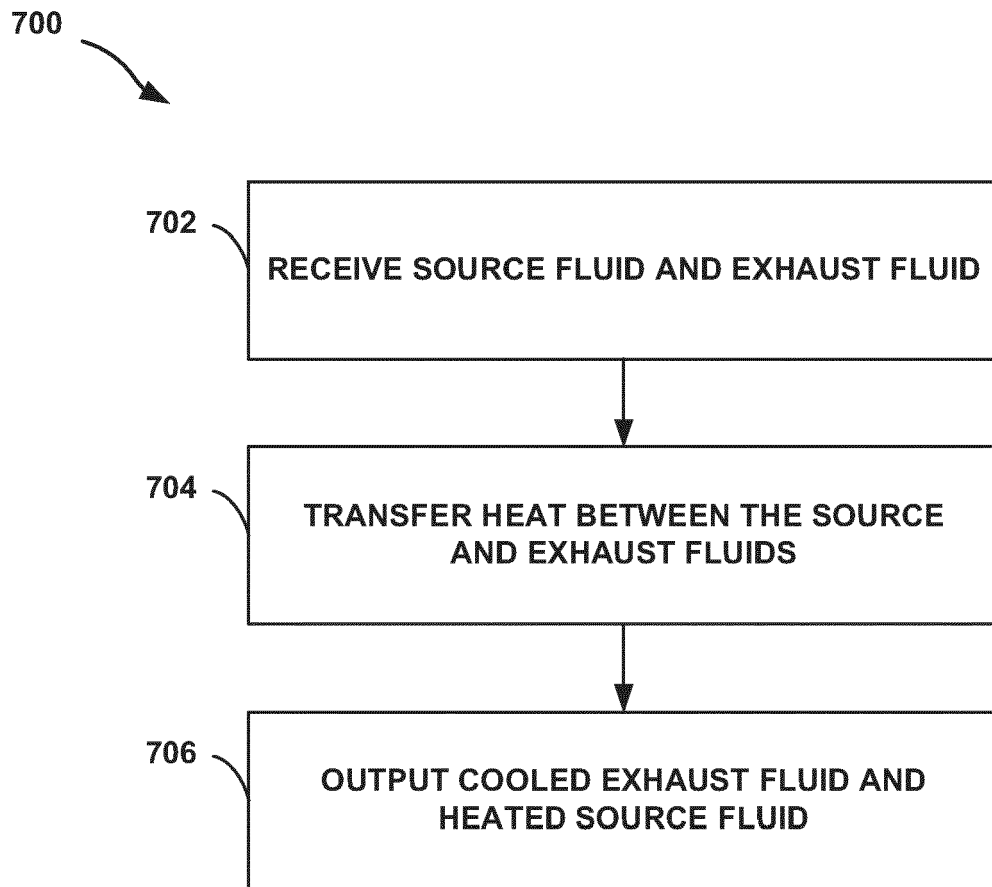 700
702
RECEIVE SOURCE FLUID AND EXHAUST FLUID
704
TRANSFER HEAT BETWEEN THE SOURCE
AND EXHAUST FLUIDS
706
OUTPUT COOLED EXHAUST FLUID AND
HEATED SOURCE FLUID